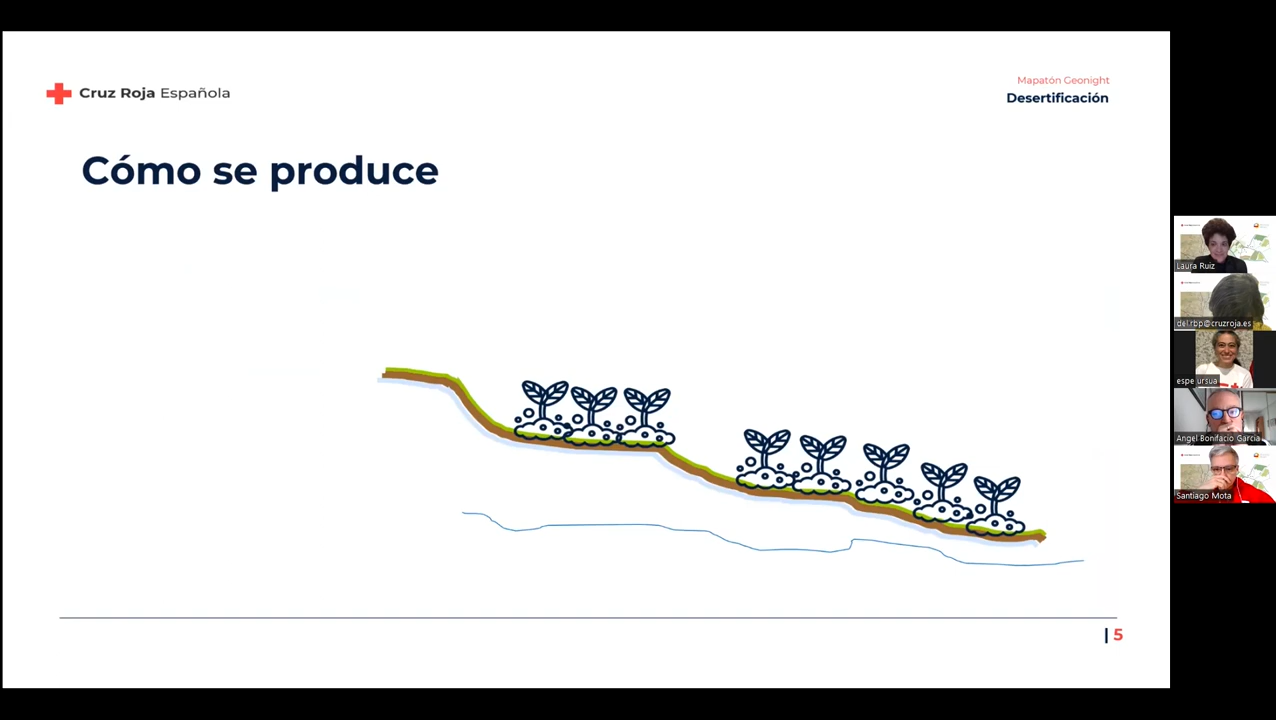 Cruz Roja Española
Mapatón Geonight
Desertificación
Cómo se produce
| 5
Laura Ruiz
del.rbp@cruzroja.es
espe ursua
Angel Bonifacio Garcia
Santiago Mota